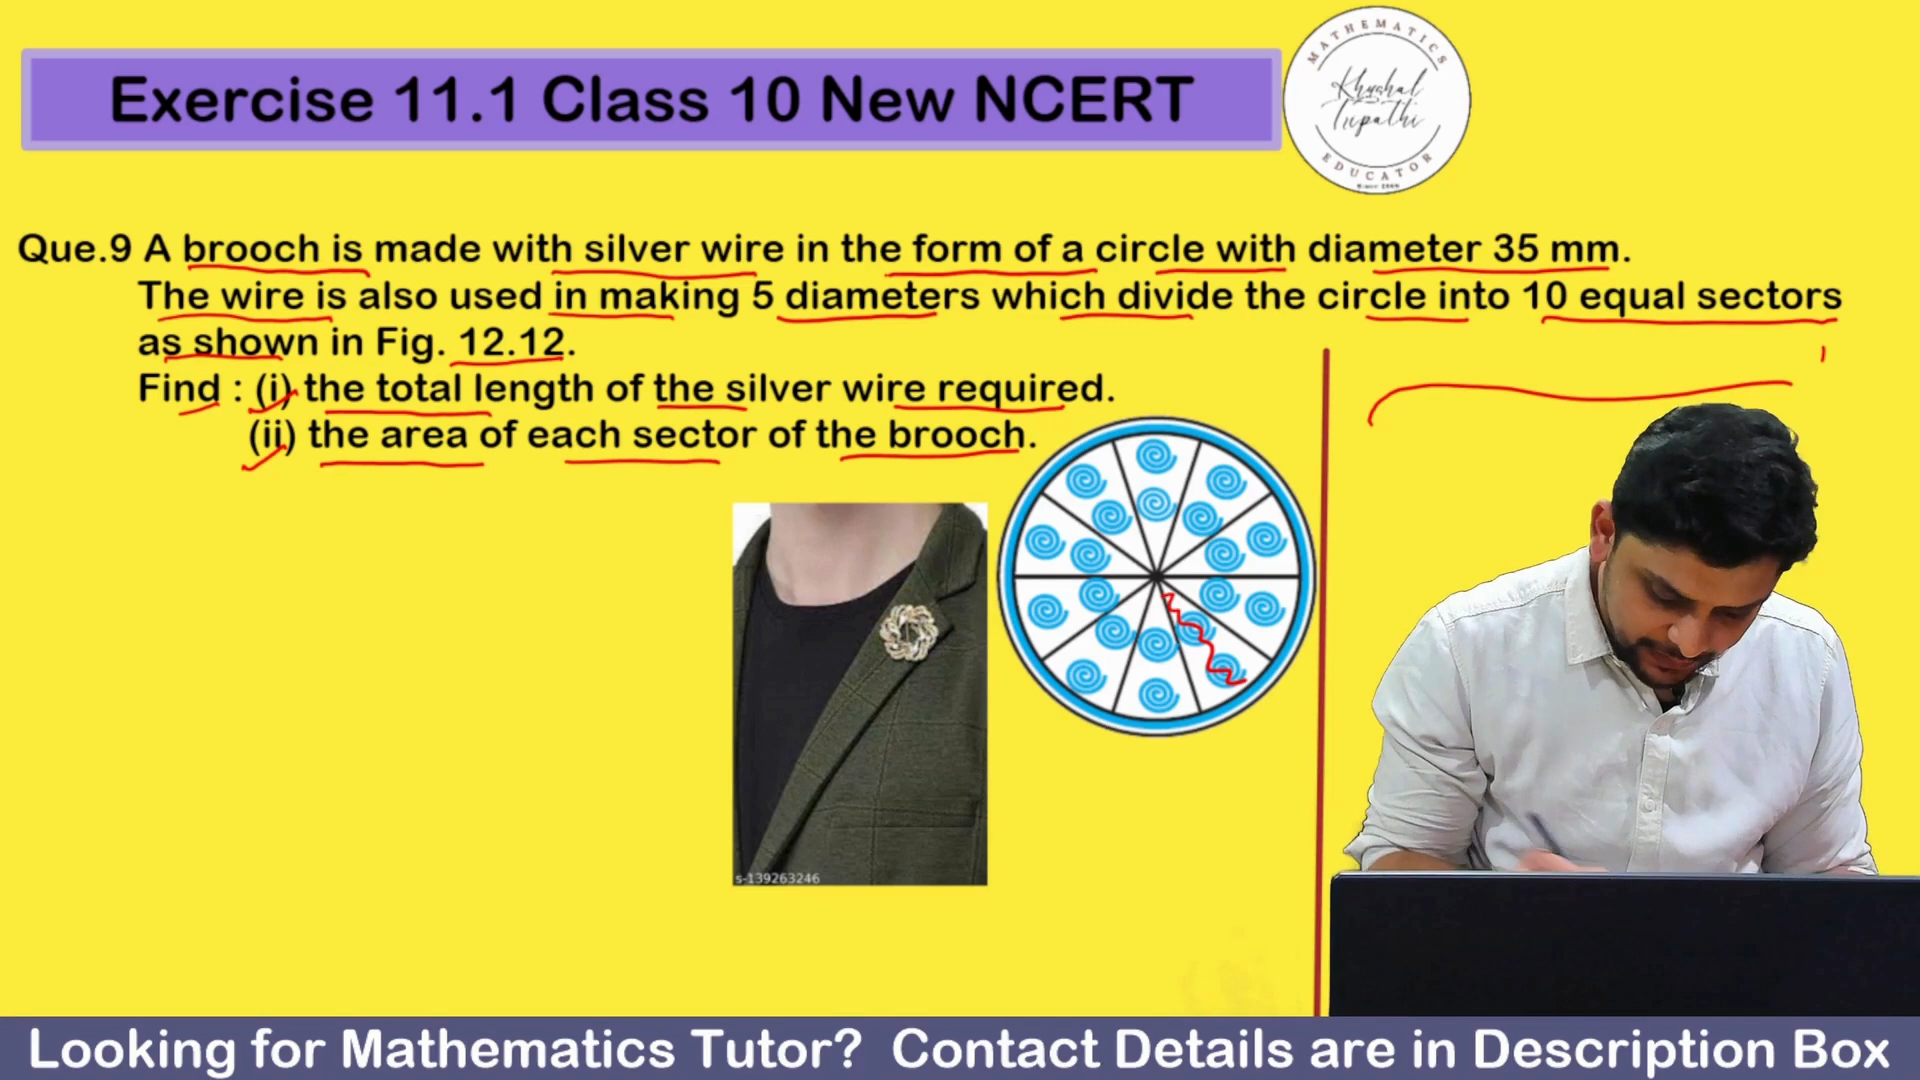 Exercise 11.1 Class 10 New NCERT
MATHEMATICS
Khushal
Tripathi
EDUCATOR
Que.9 A brooch is made with silver wire in the form of a circle with diameter 35 mm.
The wire is also used in making 5 diameters which divide the circle into 10 equal sectors
as shown in Fig. 12.12.
Find : (i) the total length of the silver wire required.
(ii) the area of each sector of the brooch.
s-139263246
Looking for Mathematics Tutor? Contact Details are in Description Box